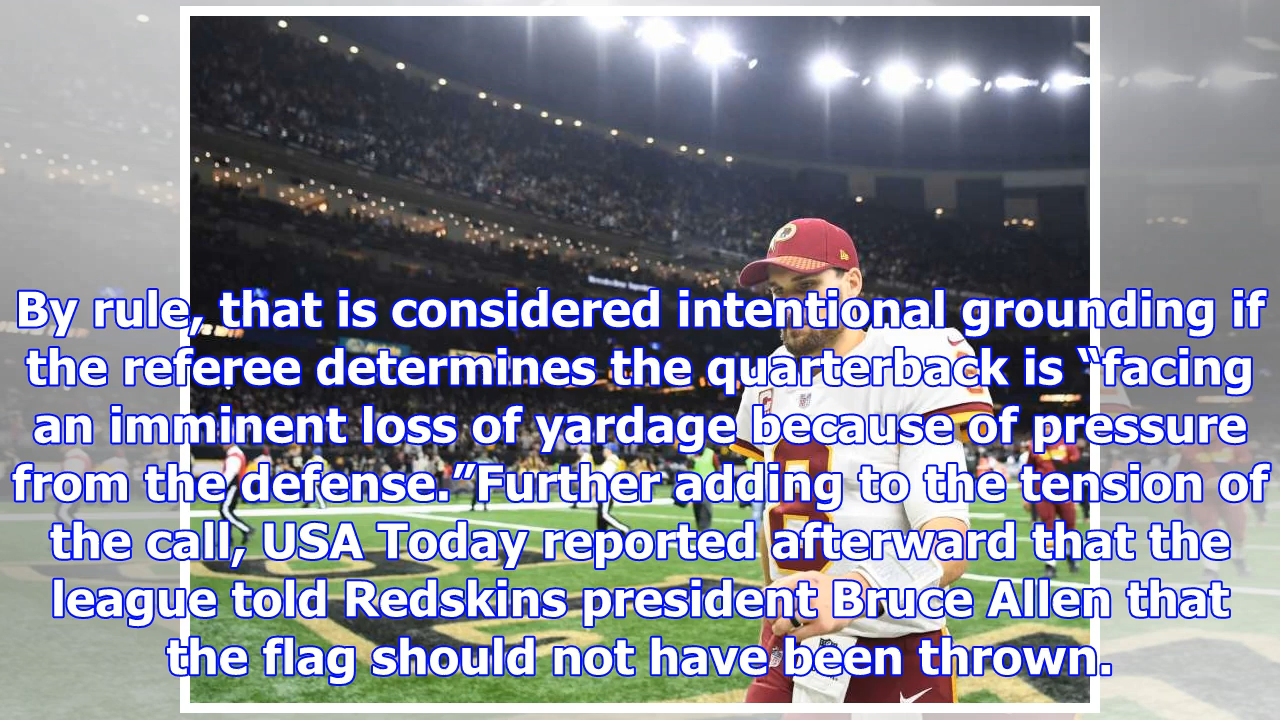 By rule, that is considered intentional grounding if
the referee determines the quarterback is “facing
an imminent loss of yardage because of pressure
from the defense.”Further adding to the tension of
the call, USA Today reported afterward that the
league told Redskins president Bruce Allen that
the flag should not have been thrown.